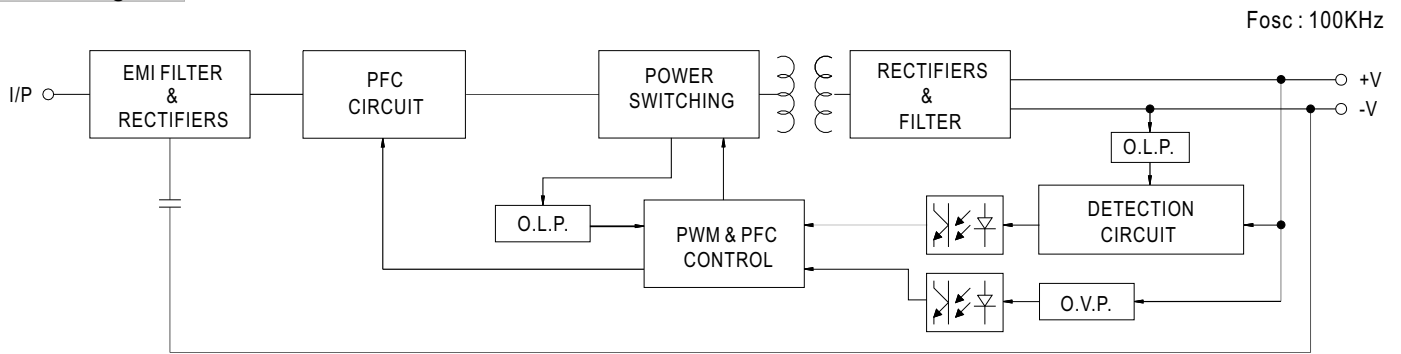 Fosc : 100KHz
I/P
EMI FILTER
&
RECTIFIERS
PFC
CIRCUIT
POWER
SWITCHING
RECTIFIERS
&
FILTER
+V
-V
O.L.P.
DETECTION
CIRCUIT
O.L.P.
PWM & PFC
CONTROL
O.V.P.